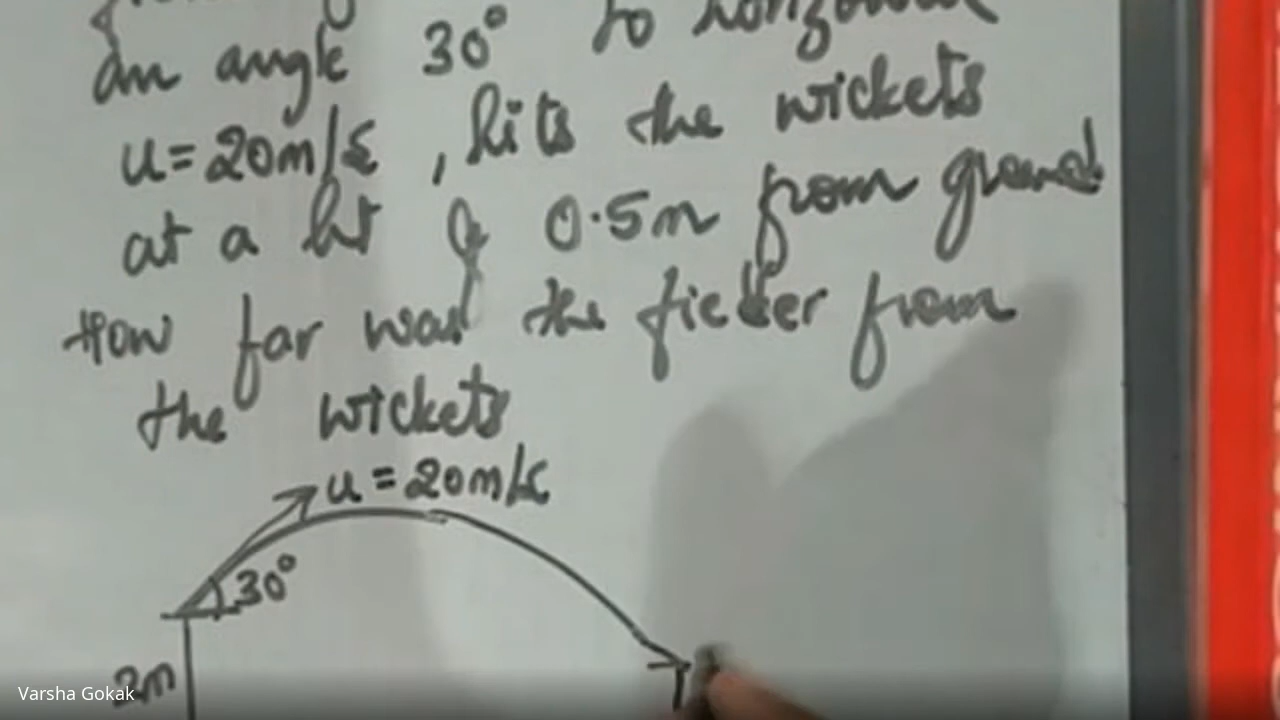 an angle 30° to horizontal
u = 20m/s , hits the wickets
at a ht of 0.5m from ground
How far was the fielder from
the wickets
u = 20m/s
30°
2m
Varsha Gokak